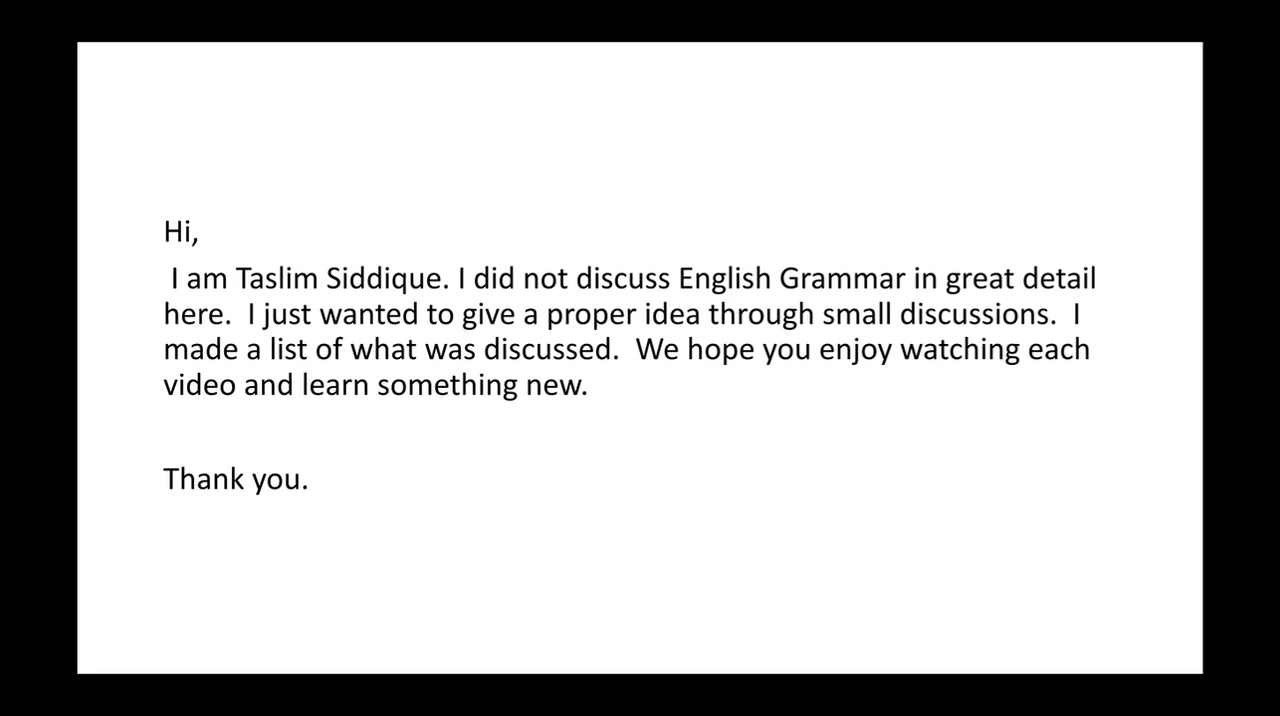 Hi,
I am Taslim Siddique. I did not discuss English Grammar in great detail
here.  I just wanted to give a proper idea through small discussions.  I
made a list of what was discussed.  We hope you enjoy watching each
video and learn something new.
Thank you.